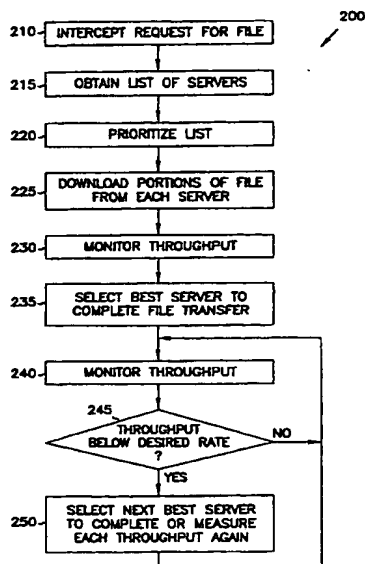 200
210
INTERCEPT REQUEST FOR FILE
215
OBTAIN LIST OF SERVERS
220
PRIORITIZE LIST
225
DOWNLOAD PORTIONS OF FILE
FROM EACH SERVER
230
MONITOR THROUGHPUT
235
SELECT BEST SERVER TO
COMPLETE FILE TRANSFER
240
MONITOR THROUGHPUT
245
THROUGHPUT
BELOW DESIRED RATE
?
NO
YES
250
SELECT NEXT BEST SERVER
TO COMPLETE OR MEASURE
EACH THROUGHPUT AGAIN